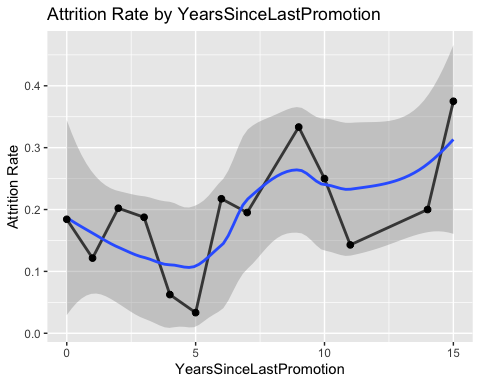 Attrition Rate by YearsSinceLastPromotion
Attrition Rate
0.4
0.3
0.2
0.1
0.0
0 5 10 15
YearsSinceLastPromotion